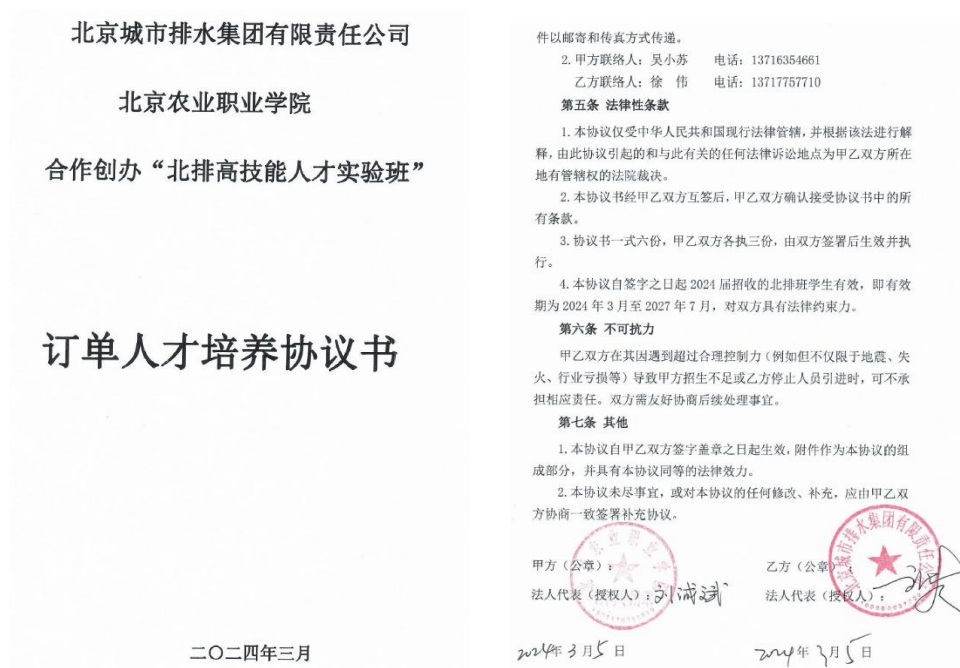 北京城市排水集团有限责任公司
北京农业职业学院
合作创办“北排高技能人才实验班”
订单人才培养协议书
二〇二四年三月
件以邮寄和传真方式传递。
2.甲方联络人：吴小苏 电话：13716354661
乙方联络人：徐 伟 电话：13717757710
第五条 法律性条款
1.本协议仅受中华人民共和国现行法律管辖，并根据该法进行解
释，由此协议引起的和与此有关的任何法律诉讼地点为甲乙双方所在
地有管辖权的法院裁决。
2.本协议书经甲乙双方互签后，甲乙双方确认接受协议书中的所
有条款。
3.协议书一式六份，甲乙双方各执三份，由双方签署后生效并执
行。
4.本协议自签字之日起 2024 届招收的北排班学生有效，即有效
期为 2024 年 3 月至 2027 年 7 月，对双方具有法律约束力。
第六条 不可抗力
甲乙双方在其因遇到超过合理控制力（例如但不仅限于地震、失
火、行业亏损等）导致甲方招生不足或乙方停止人员引进时，可不承
担相应责任。双方需友好协商后续处理事宜。
第七条 其他
1.本协议自甲乙双方签字盖章之日起生效，附件作为本协议的组
成部分，并具有本协议同等的法律效力。
2.本协议未尽事宜，或对本协议的任何修改、补充，应由甲乙双
方协商一致签署补充协议。
甲方（公章）： 乙方（公章）：
北京城市排水集团有限责任公司
法人代表（授权人）：刘诚斌 法人代表（授权人）：
2024年3月5日 2024年3月5日